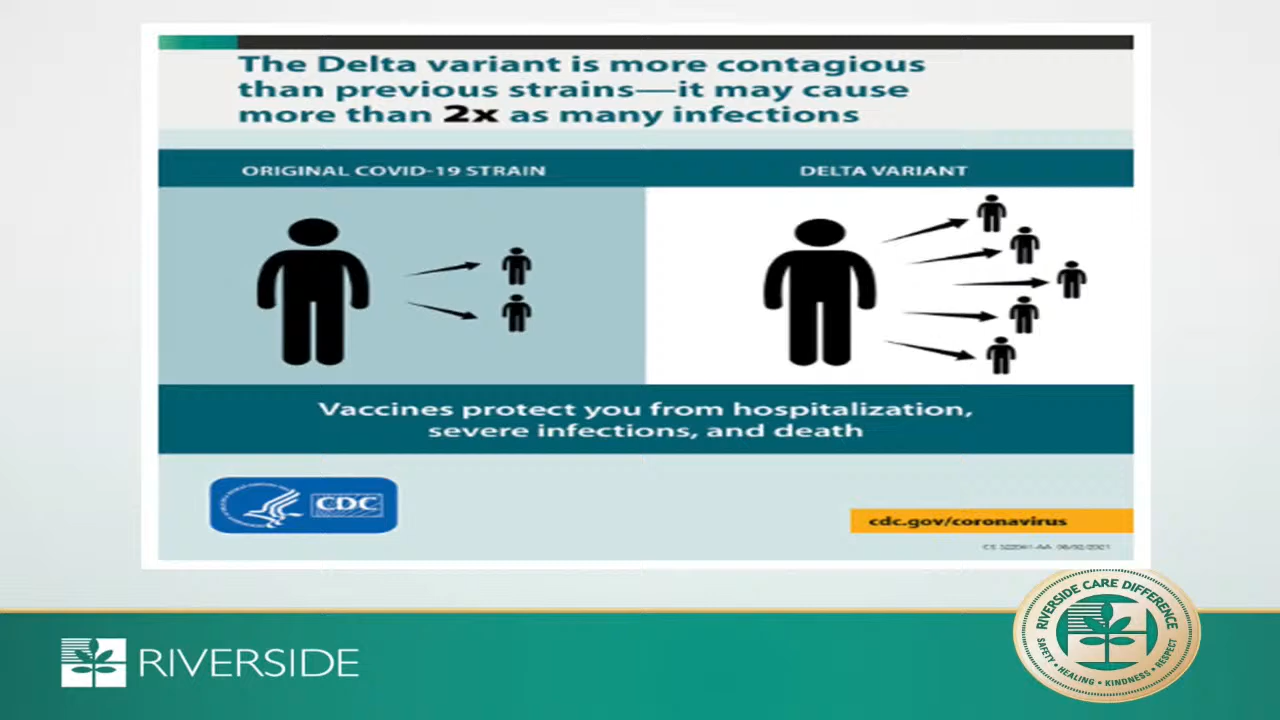 The Delta variant is more contagious
than previous strains—it may cause
more than 2x as many infections
ORIGINAL COVID-19 STRAIN
DELTA VARIANT
Vaccines protect you from hospitalization,
severe infections, and death
CDC
cdc.gov/coronavirus
RIVERSIDE CARE DIFFERENCE
SAFETY • HEALING • KINDNESS • RESPECT
RIVERSIDE